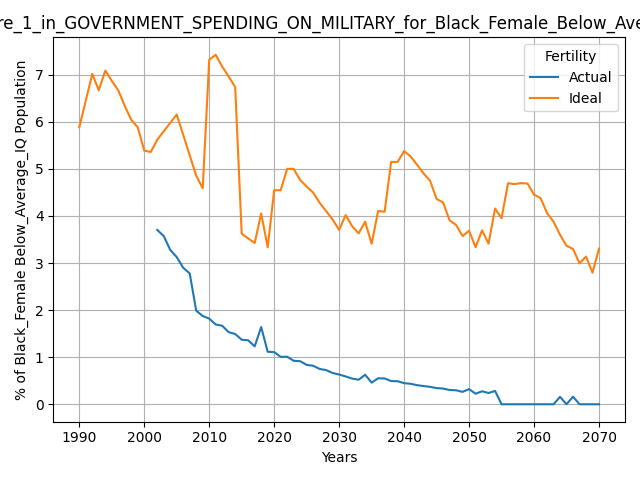 re_1_in_GOVERNMENT_SPENDING_ON_MILITARY_for_Black_Female_Below_Ave
Fertility
Actual
Ideal
% of Black_Female Below_Average_IQ Population
7
6
5
4
3
2
1
0
1990 2000 2010 2020 2030 2040 2050 2060 2070
Years